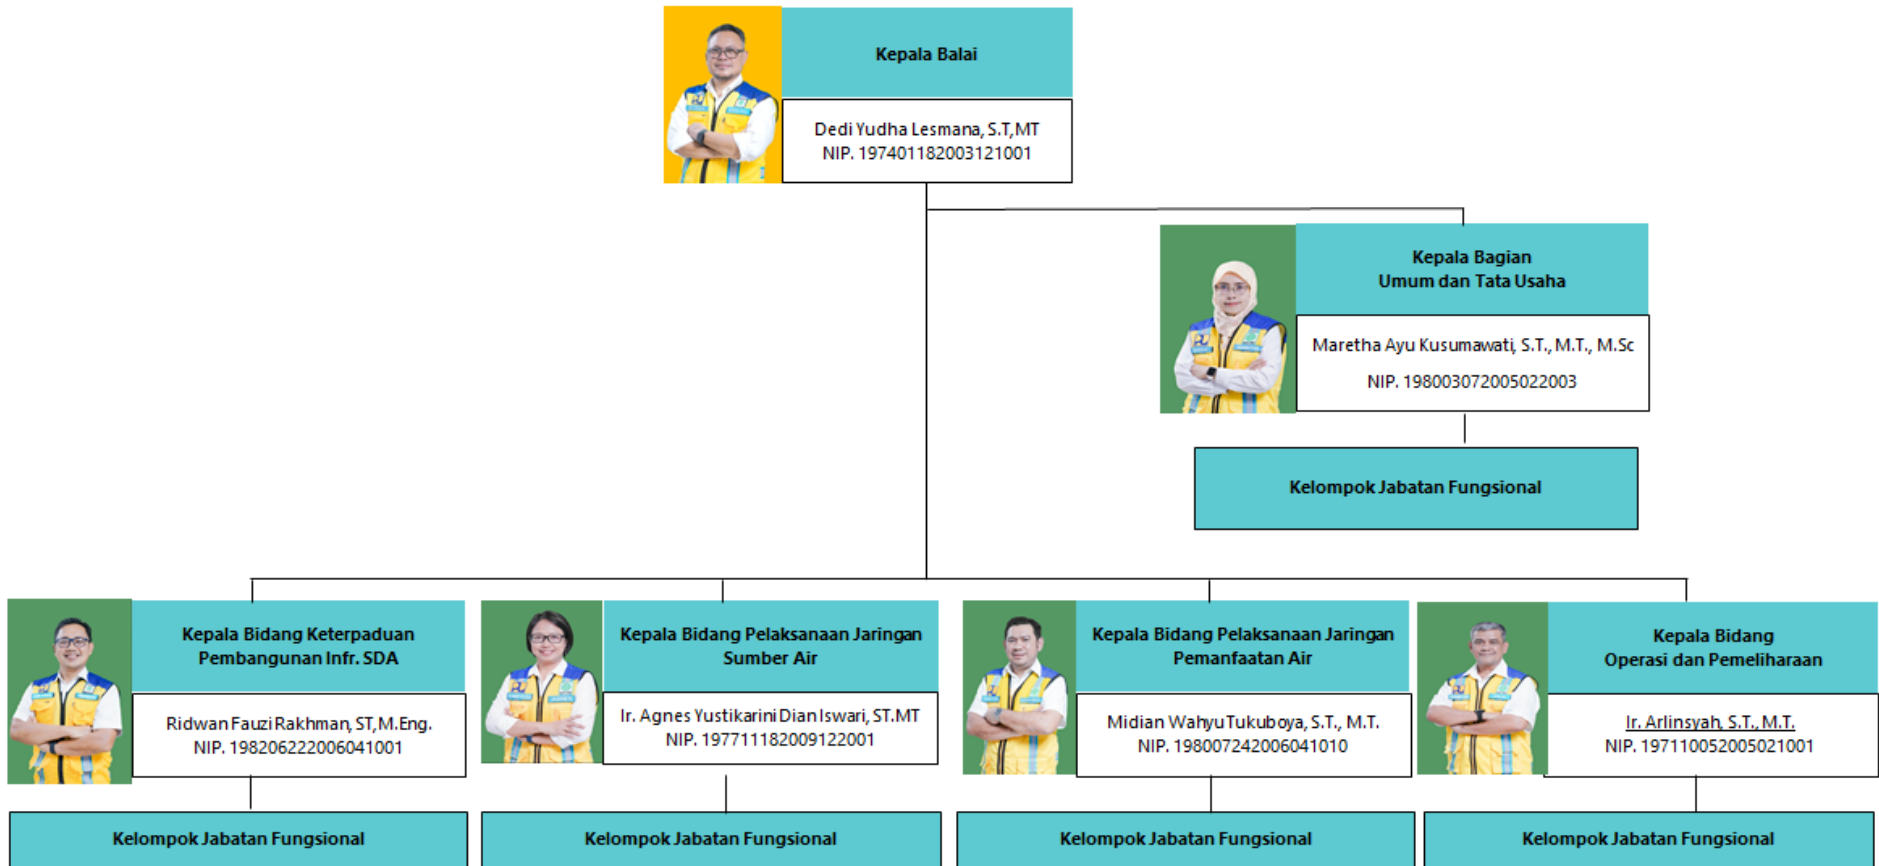 Kepala Balai
Dedi Yudha Lesmana, S.T,MT
NIP. 197401182003121001
Kepala Bagian
Umum dan Tata Usaha
Maretha Ayu Kusumawati, S.T., M.T., M.Sc
NIP. 198003072005022003
Kelompok Jabatan Fungsional
Kepala Bidang Keterpaduan
Pembangunan Infr. SDA
Ridwan Fauzi Rakhman, ST,M.Eng.
NIP. 198206222006041001
Kelompok Jabatan Fungsional
Kepala Bidang Pelaksanaan Jaringan
Sumber Air
Ir. Agnes Yustikarini Dian Iswari, ST.MT
NIP. 197711182009122001
Kelompok Jabatan Fungsional
Kepala Bidang Pelaksanaan Jaringan
Pemanfaatan Air
Midian Wahyu Tukuboya, S.T., M.T.
NIP. 198007242006041010
Kelompok Jabatan Fungsional
Kepala Bidang
Operasi dan Pemeliharaan
Ir. Arlinsyah, S.T., M.T.
NIP. 197110052005021001
Kelompok Jabatan Fungsional